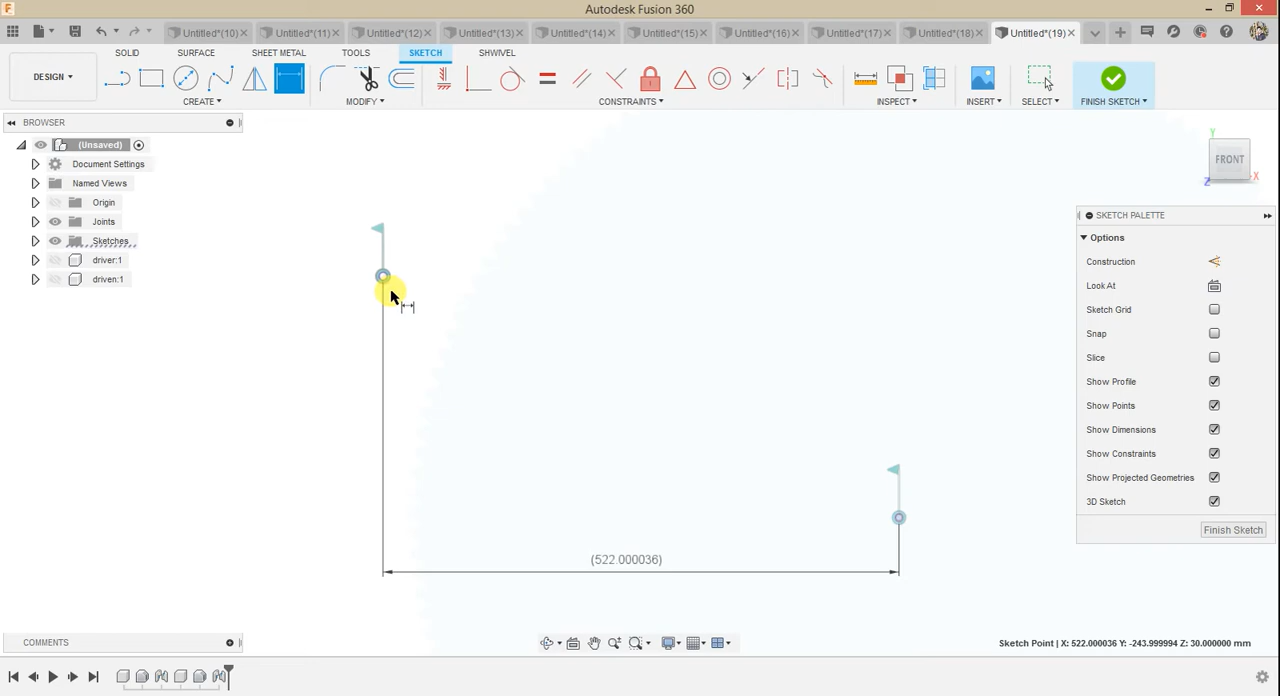 Autodesk Fusion 360
Untitled*(10)× Untitled*(11)× Untitled*(12)× Untitled*(13)× Untitled*(14)× Untitled*(15)× Untitled*(16)× Untitled*(17)× Untitled*(18)× Untitled*(19)×
SOLID SURFACE SHEET METAL TOOLS SKETCH SHWIVEL
DESIGN
CREATE MODIFY CONSTRAINTS INSPECT INSERT SELECT FINISH SKETCH
BROWSER
(Unsaved)
Document Settings
Named Views
Origin
Joints
Sketches
driver:1
driven:1
Y
FRONT
Z
X
SKETCH PALETTE
Options
Construction
Look At
Sketch Grid
Snap
Slice
Show Profile
Show Points
Show Dimensions
Show Constraints
Show Projected Geometries
3D Sketch
Finish Sketch
(522.000036)
COMMENTS
Sketch Point | X: 522.000036 Y: -243.999994 Z: 30.000000 mm